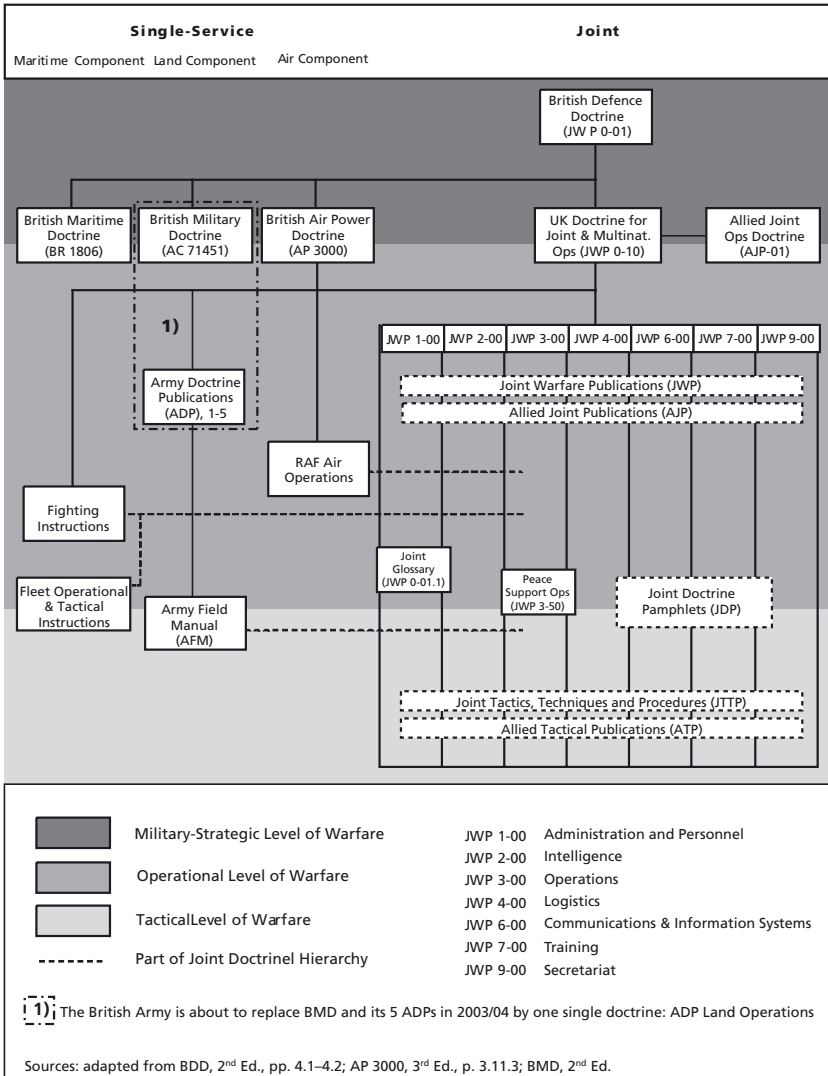 Single-Service Joint
Maritime Component Land Component Air Component
British Defence
Doctrine
(JW P 0-01)
British Maritime
Doctrine
(BR 1806)
British Military
Doctrine
(AC 71451)
British Air Power
Doctrine
(AP 3000)
UK Doctrine for
Joint & Multinat.
Ops (JWP 0-10)
Allied Joint
Ops Doctrine
(AJP-01)
1)
JWP 1-00 JWP 2-00 JWP 3-00 JWP 4-00 JWP 6-00 JWP 7-00 JWP 9-00
Army Doctrine
Publications
(ADP), 1-5
Joint Warfare Publications (JWP)
Allied Joint Publications (AJP)
RAF Air
Operations
Fighting
Instructions
Joint
Glossary
(JWP 0-01.1)
Peace
Support Ops
(JWP 3-50)
Joint Doctrine
Pamphlets (JDP)
Fleet Operational
& Tactical
Instructions
Army Field
Manual
(AFM)
Joint Tactics, Techniques and Procedures (JTTP)
Allied Tactical Publications (ATP)
Military-Strategic Level of Warfare
Operational Level of Warfare
TacticalLevel of Warfare
Part of Joint Doctrinel Hierarchy
JWP 1-00 Administration and Personnel
JWP 2-00 Intelligence
JWP 3-00 Operations
JWP 4-00 Logistics
JWP 6-00 Communications & Information Systems
JWP 7-00 Training
JWP 9-00 Secretariat
1) The British Army is about to replace BMD and its 5 ADPs in 2003/04 by one single doctrine: ADP Land Operations
Sources: adapted from BDD, 2nd Ed., pp. 4.1–4.2; AP 3000, 3rd Ed., p. 3.11.3; BMD, 2nd Ed.